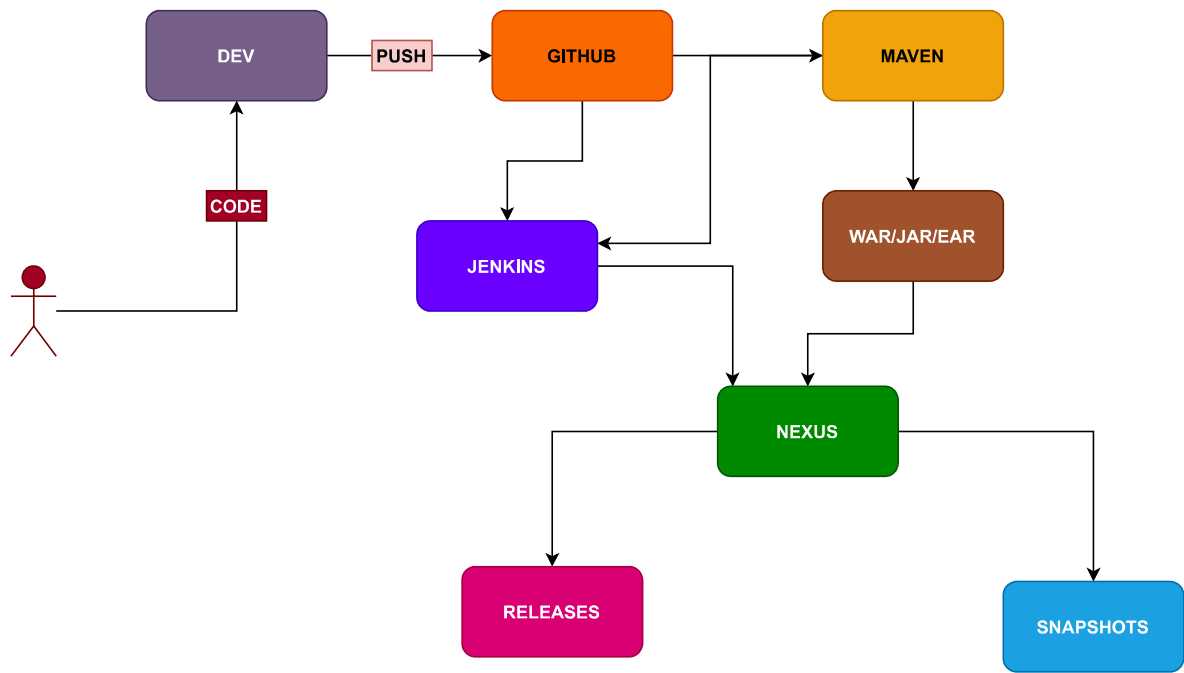 DEV
PUSH
GITHUB
MAVEN
CODE
WAR/JAR/EAR
JENKINS
NEXUS
RELEASES
SNAPSHOTS